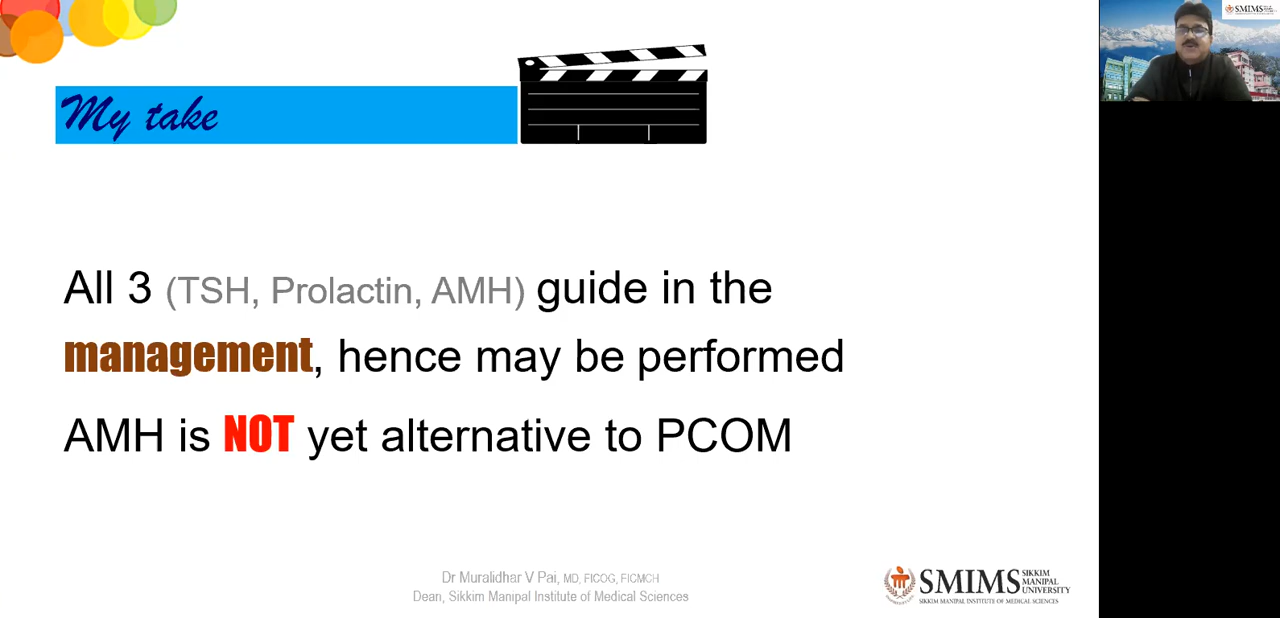 My take
All 3 (TSH, Prolactin, AMH) guide in the
management, hence may be performed
AMH is NOT yet alternative to PCOM
Dr Muralidhar V Pai, MD, FICOG, FICMCH
Dean, Sikkim Manipal Institute of Medical Sciences
SMIMS
SIKKIM
MANIPAL
UNIVERSITY
SIKKIM MANIPAL INSTITUTE OF MEDICAL SCIENCES
SMIMS